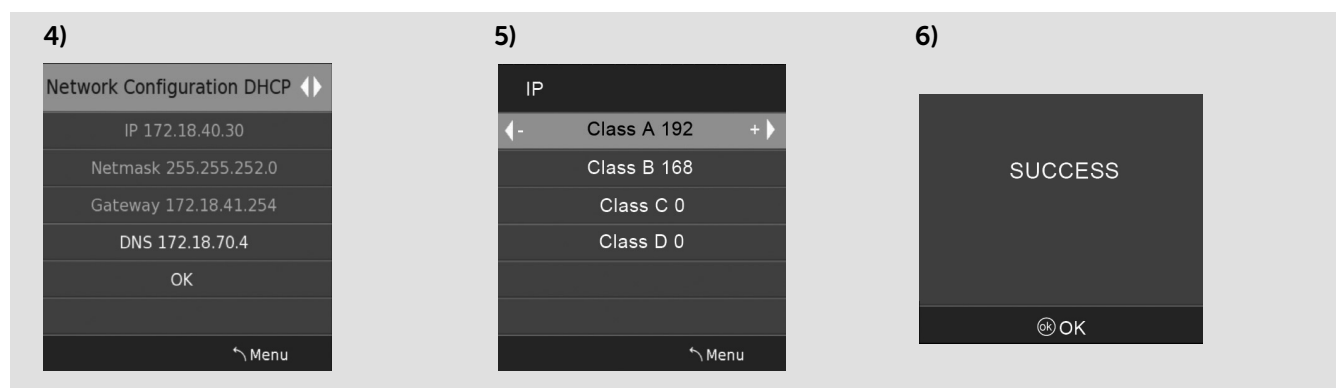 4)
Network Configuration DHCP
IP 172.18.40.30
Netmask 255.255.252.0
Gateway 172.18.41.254
DNS 172.18.70.4
OK
Menu
5)
IP
- Class A 192 +
Class B 168
Class C 0
Class D 0
Menu
6)
SUCCESS
ok OK